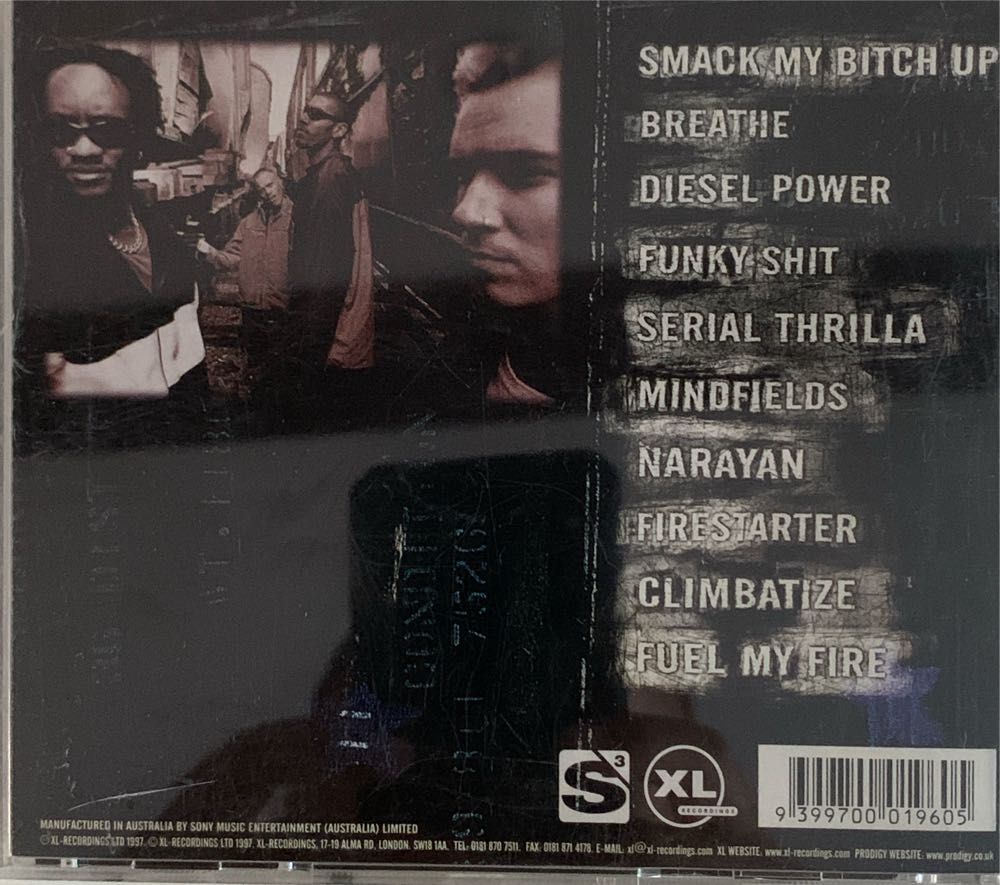 SMACK MY BITCH UP
BREATHE
DIESEL POWER
FUNKY SHIT
SERIAL THRILLA
MINDFIELDS
NARAYAN
FIRESTARTER
CLIMBATIZE
FUEL MY FIRE
S3
XL
RECORDINGS
9 399700 019605
MANUFACTURED IN AUSTRALIA BY SONY MUSIC ENTERTAINMENT (AUSTRALIA) LIMITED
℗ XL-RECORDINGS LTD 1997. © XL-RECORDINGS LTD 1997. XL-RECORDINGS, 17-19 ALMA RD, LONDON. SW18 1AA. TEL: 0181 870 7511. FAX: 0181 871 4178. E-MAIL: xl@xl-recordings.com XL WEBSITE: www.xl-recordings.com PRODIGY WEBSITE: www.prodigy.co.uk